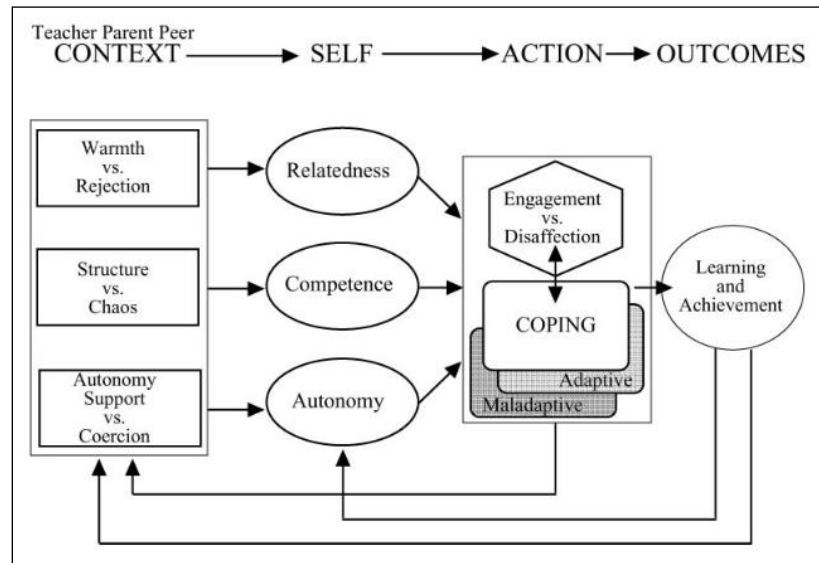 Teacher Parent Peer
CONTEXT SELF ACTION OUTCOMES
Warmth
vs.
Rejection
Relatedness
Engagement
vs.
Disaffection
Structure
vs.
Chaos
Competence
COPING
Adaptive
Maladaptive
Learning
and
Achievement
Autonomy
Support
vs.
Coercion
Autonomy